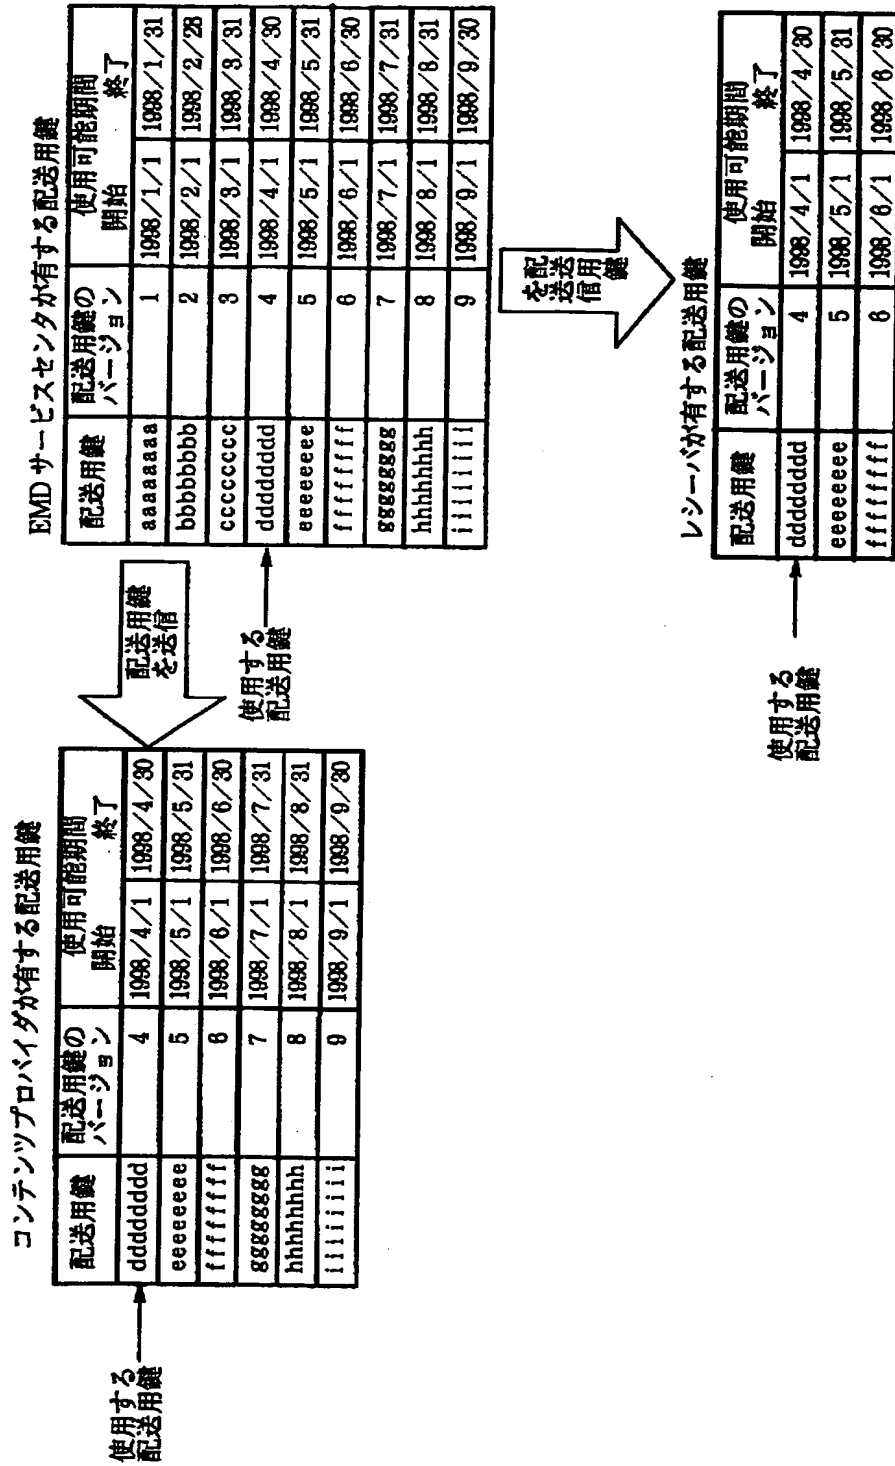 コンテンツプロバイダが有する配送用鍵
配送用鍵 配送用鍵のバージョン 使用可能期間 開始 終了
dddddddd 4 1998/4/1 1998/4/30
eeeeeeee 5 1998/5/1 1998/5/31
ffffffff 6 1998/6/1 1998/6/30
gggggggg 7 1998/7/1 1998/7/31
hhhhhhhh 8 1998/8/1 1998/8/31
iiiiiiii 9 1998/9/1 1998/9/30
使用する
配送用鍵
配送用鍵
を送信
EMD サービスセンタが有する配送用鍵
配送用鍵 配送用鍵のバージョン 使用可能期間 開始 終了
aaaaaaaa 1 1998/1/1 1998/1/31
bbbbbbbb 2 1998/2/1 1998/2/28
cccccccc 3 1998/3/1 1998/3/31
dddddddd 4 1998/4/1 1998/4/30
eeeeeeee 5 1998/5/1 1998/5/31
ffffffff 6 1998/6/1 1998/6/30
gggggggg 7 1998/7/1 1998/7/31
hhhhhhhh 8 1998/8/1 1998/8/31
iiiiiiii 9 1998/9/1 1998/9/30
使用する
配送用鍵
配送用鍵
を送信
レシーバが有する配送用鍵
配送用鍵 配送用鍵のバージョン 使用可能期間 開始 終了
dddddddd 4 1998/4/1 1998/4/30
eeeeeeee 5 1998/5/1 1998/5/31
ffffffff 6 1998/6/1 1998/6/30
使用する
配送用鍵